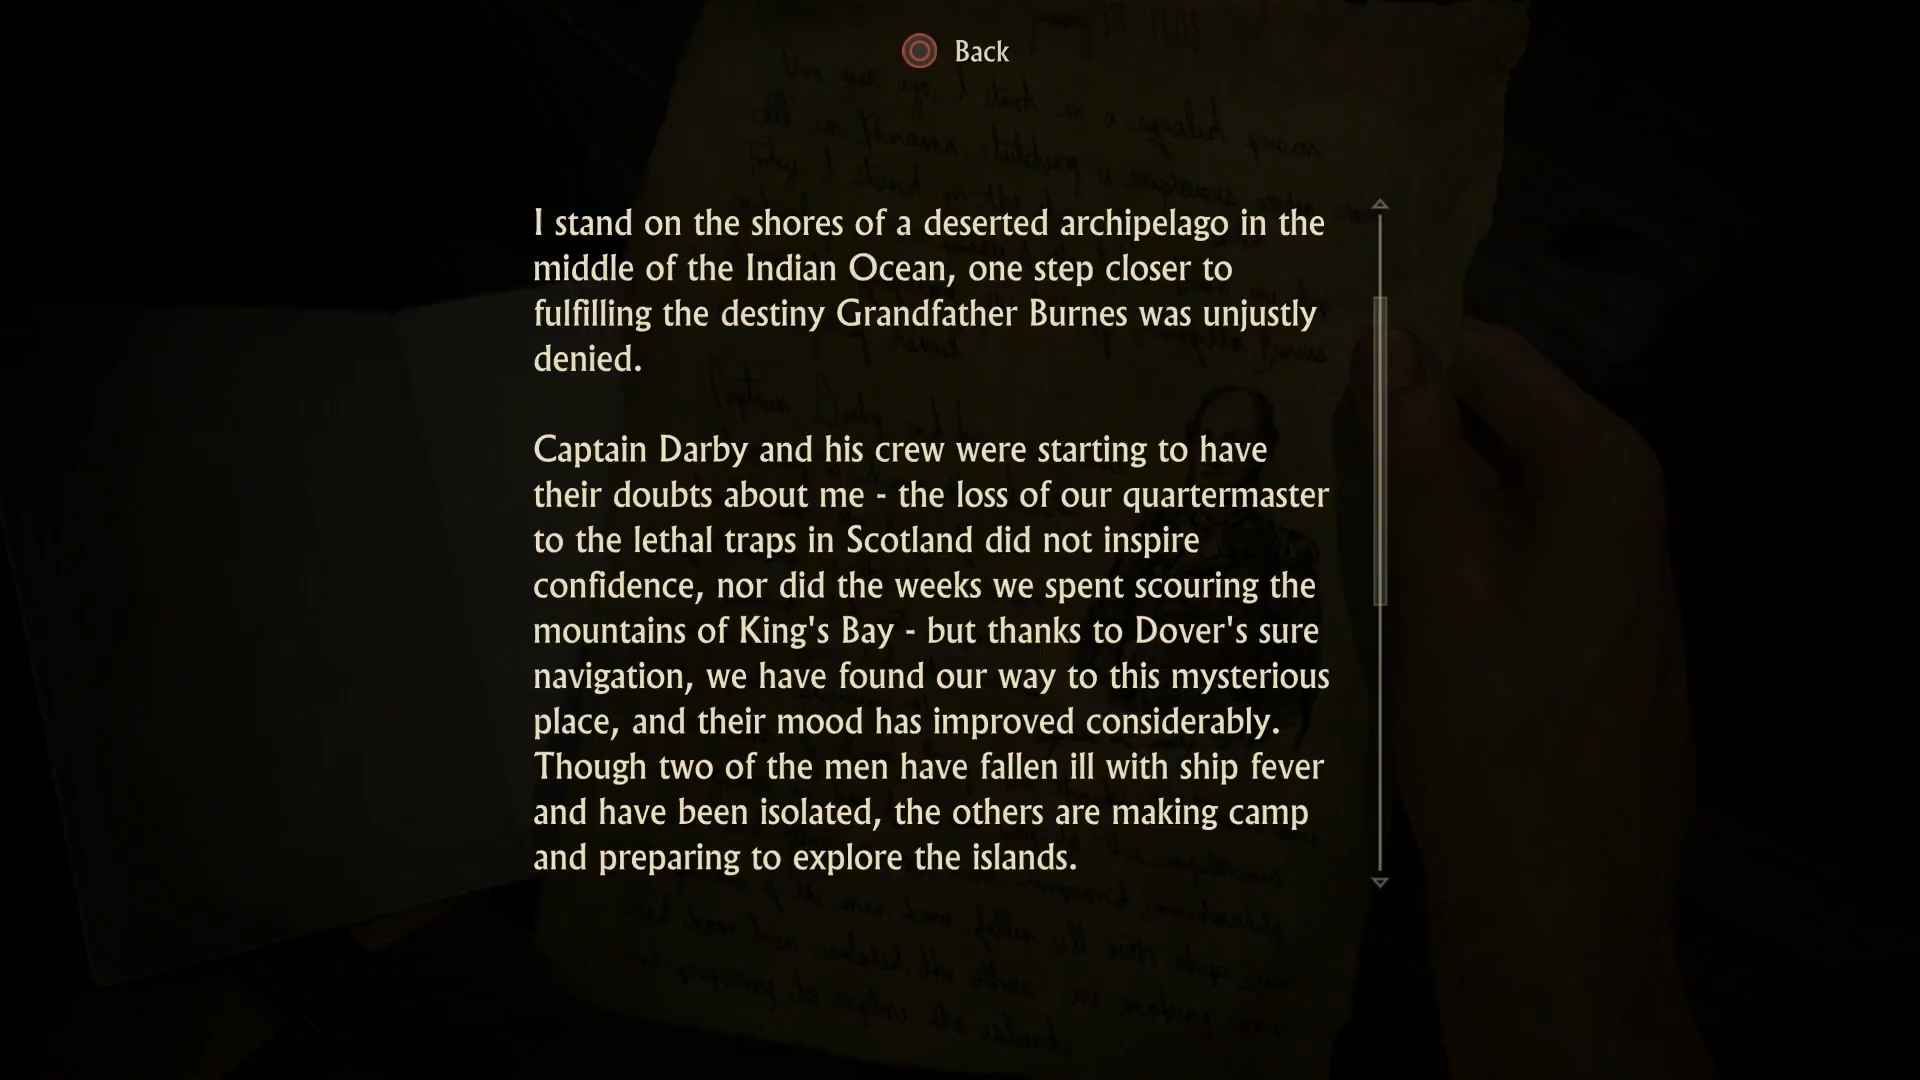 Back
I stand on the shores of a deserted archipelago in the
middle of the Indian Ocean, one step closer to
fulfilling the destiny Grandfather Burnes was unjustly
denied.
Captain Darby and his crew were starting to have
their doubts about me - the loss of our quartermaster
to the lethal traps in Scotland did not inspire
confidence, nor did the weeks we spent scouring the
mountains of King's Bay - but thanks to Dover's sure
navigation, we have found our way to this mysterious
place, and their mood has improved considerably.
Though two of the men have fallen ill with ship fever
and have been isolated, the others are making camp
and preparing to explore the islands.